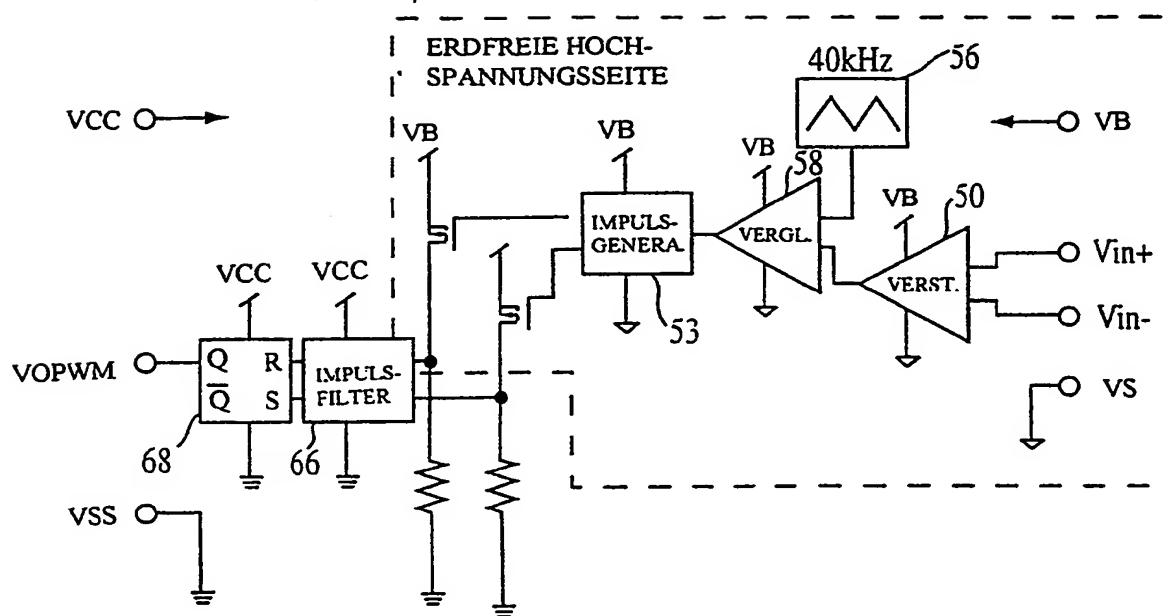 ERDFREIE HOCH-
SPANNUNGSSEITE
40kHz
56
VCC
VB
VB
VB
VB
58
VB
50
IMPULS-
GENERA.
VERGL.
VERST.
Vin+
Vin-
53
VCC
VCC
VOPWM
Q
R
Q̅
S
IMPULS-
FILTER
VS
68
66
VSS